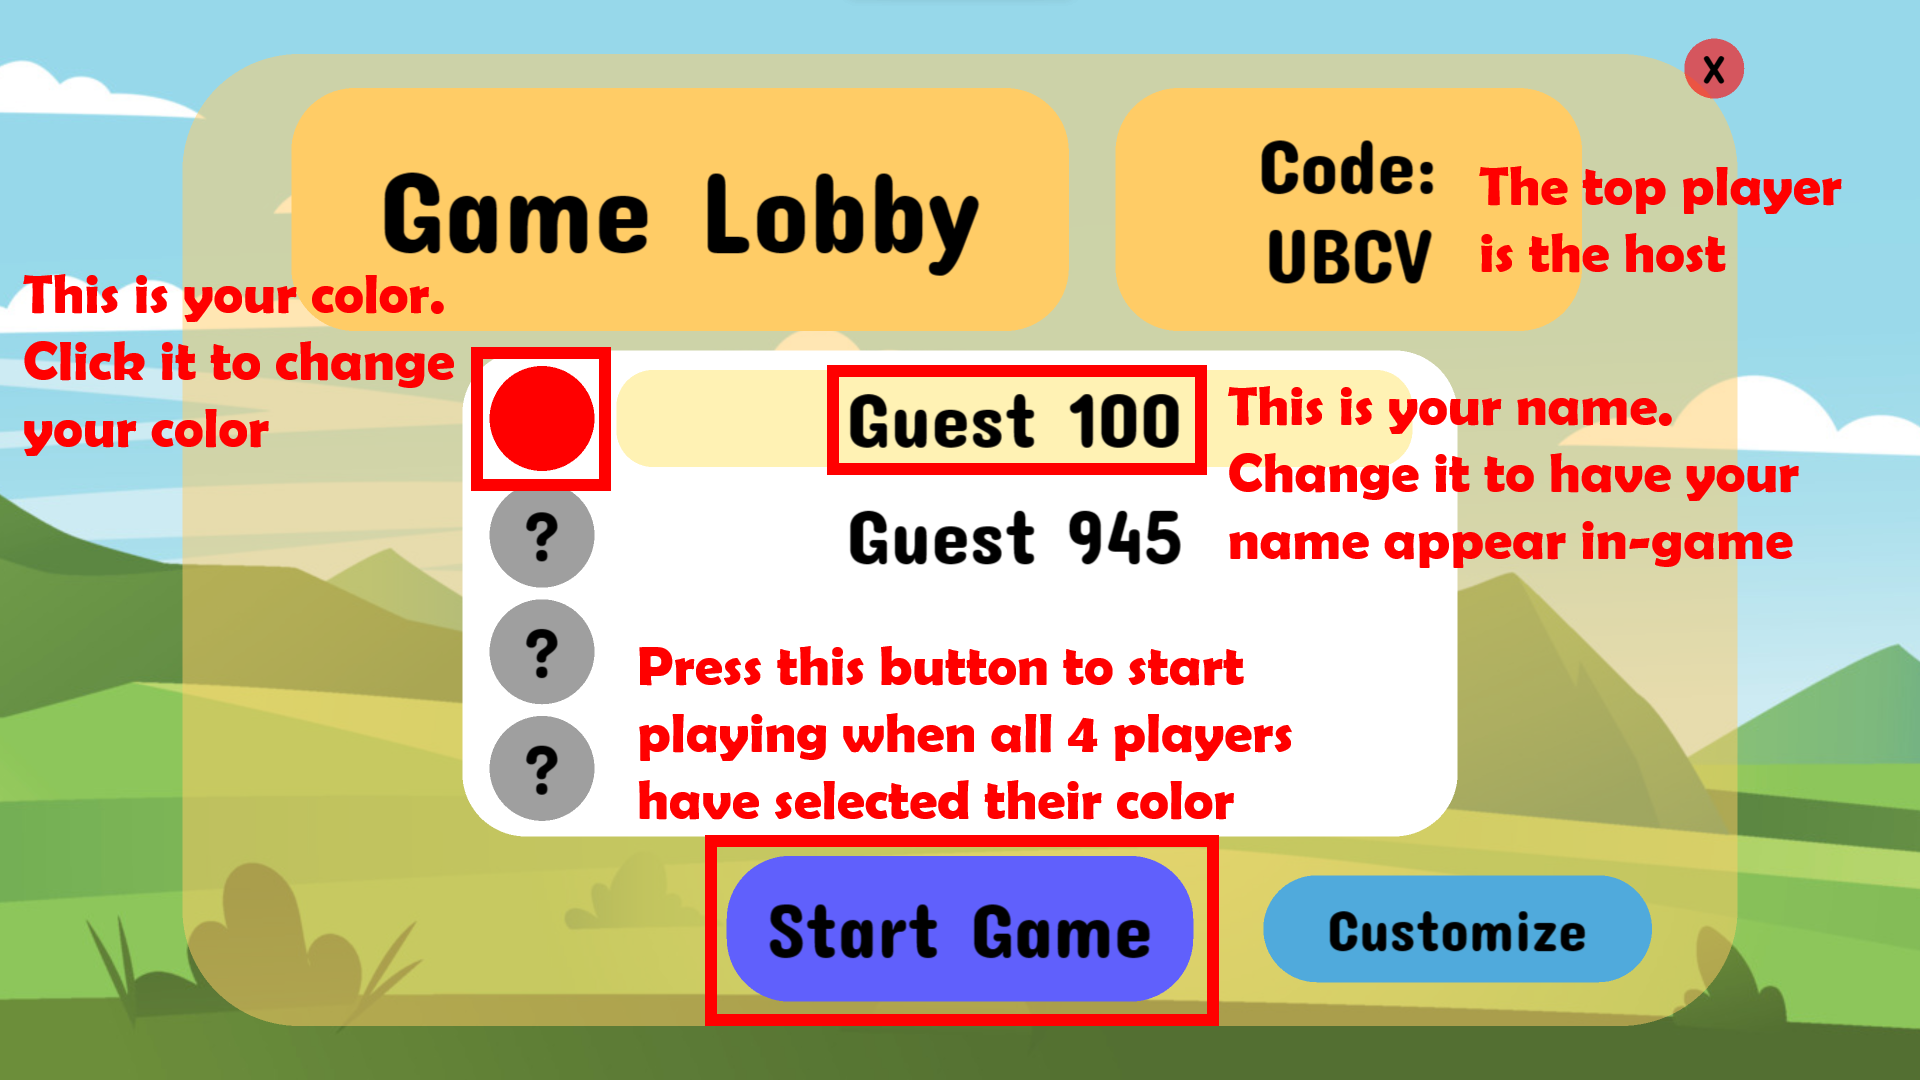 X
Game Lobby
Code:
UBCV
The top player
is the host
This is your color.
Click it to change
your color
Guest 100
This is your name.
Change it to have your
name appear in-game
?
Guest 945
?
?
Press this button to start
playing when all 4 players
have selected their color
Start Game
Customize